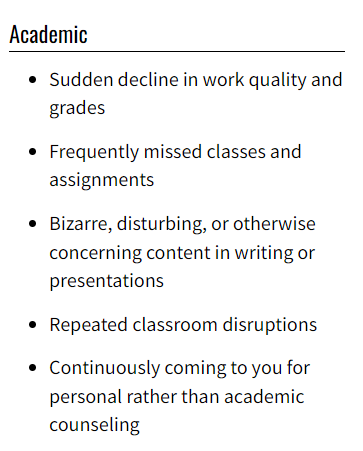 Academic
Sudden decline in work quality and
grades
Frequently missed classes and
assignments
Bizarre, disturbing, or otherwise
concerning content in writing or
presentations
Repeated classroom disruptions
Continuously coming to you for
personal rather than academic
counseling